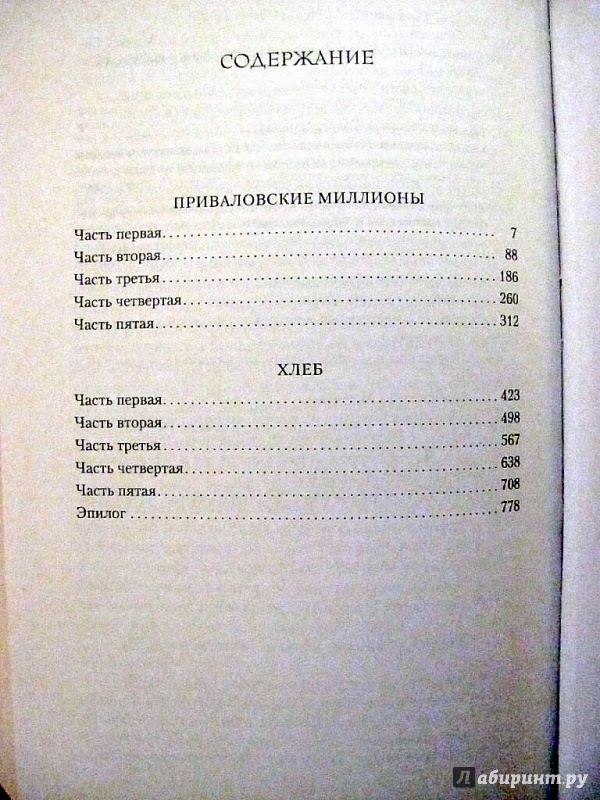 СОДЕРЖАНИЕ
ПРИВАЛОВСКИЕ МИЛЛИОНЫ
Часть первая. . . . . . . . . . . . . . . . . . . . . . . . . . . . . . . . . . . 7
Часть вторая. . . . . . . . . . . . . . . . . . . . . . . . . . . . . . . . . . . 88
Часть третья . . . . . . . . . . . . . . . . . . . . . . . . . . . . . . . . . . . 186
Часть четвертая. . . . . . . . . . . . . . . . . . . . . . . . . . . . . . . . . 260
Часть пятая. . . . . . . . . . . . . . . . . . . . . . . . . . . . . . . . . . . . 312
ХЛЕБ
Часть первая. . . . . . . . . . . . . . . . . . . . . . . . . . . . . . . . . . . 423
Часть вторая. . . . . . . . . . . . . . . . . . . . . . . . . . . . . . . . . . . 498
Часть третья . . . . . . . . . . . . . . . . . . . . . . . . . . . . . . . . . . . 567
Часть четвертая. . . . . . . . . . . . . . . . . . . . . . . . . . . . . . . . . 638
Часть пятая. . . . . . . . . . . . . . . . . . . . . . . . . . . . . . . . . . . . 708
Эпилог . . . . . . . . . . . . . . . . . . . . . . . . . . . . . . . . . . . . . . . 778
Лабиринт.ру